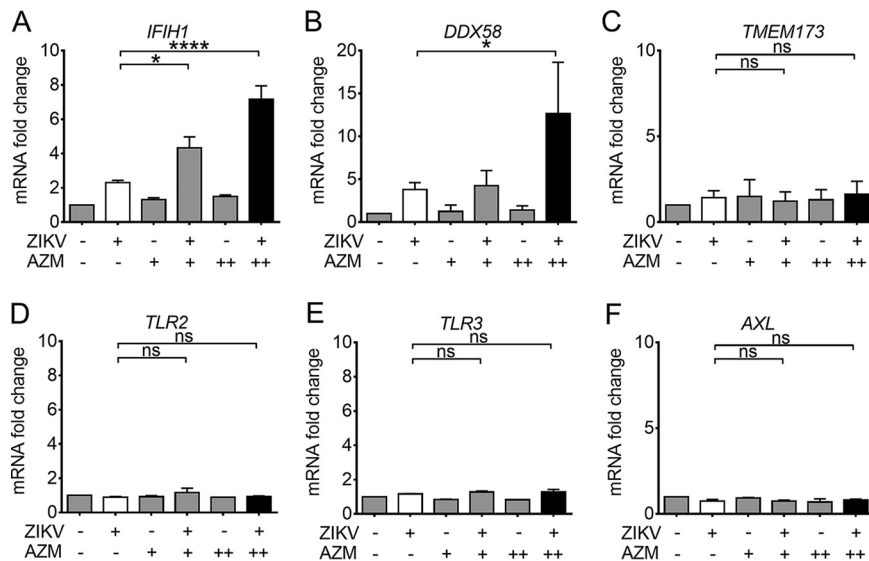 A
IFIH1
mRNA fold change
10
8
6
4
2
0
****
*
ZIKV - + - + - +
AZM - - + + ++ ++
B
DDX58
mRNA fold change
20
15
10
5
0
*
ZIKV - + - + - +
AZM - - + + ++ ++
C
TMEM173
mRNA fold change
10
5
0
ns
ns
ZIKV - + - + - +
AZM - - + + ++ ++
D
TLR2
mRNA fold change
10
8
6
4
2
0
ns
ns
ZIKV - + - + - +
AZM - - + + ++ ++
E
TLR3
mRNA fold change
10
8
6
4
2
0
ns
ns
ZIKV - + - + - +
AZM - - + + ++ ++
F
AXL
mRNA fold change
10
5
0
ns
ns
ZIKV - + - + - +
AZM - - + + ++ ++